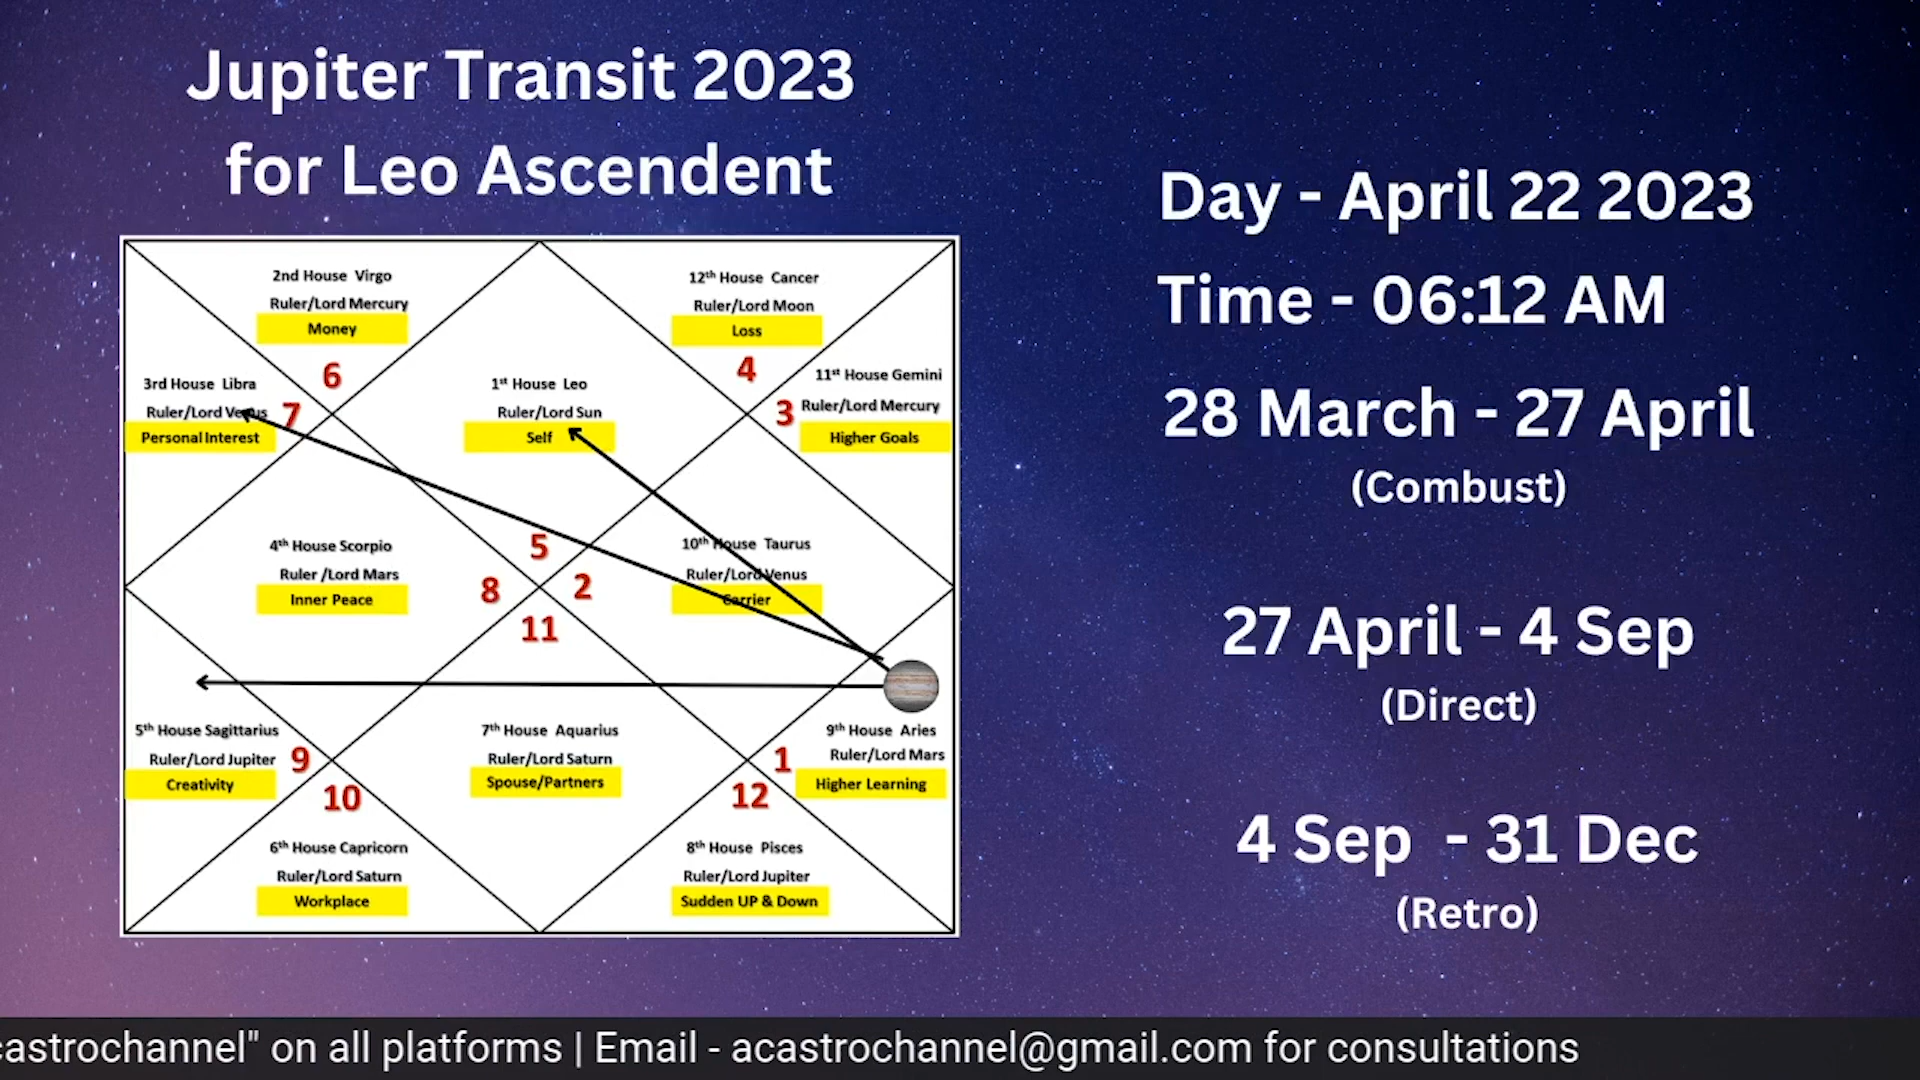 Jupiter Transit 2023
for Leo Ascendent
2nd House Virgo
Ruler/Lord Mercury
Money
6
12th House Cancer
Ruler/Lord Moon
Loss
4
3rd House Libra
Ruler/Lord Venus
Personal Interest
7
1st House Leo
Ruler/Lord Sun
Self
5
11st House Gemini
Ruler/Lord Mercury
Higher Goals
3
4th House Scorpio
Ruler /Lord Mars
Inner Peace
8
10th House Taurus
Ruler/Lord Venus
Carrier
2
11
5th House Sagittarius
Ruler/Lord Jupiter
Creativity
9
7th House Aquarius
Ruler/Lord Saturn
Spouse/Partners
9th House Aries
Ruler/Lord Mars
Higher Learning
1
10
6th House Capricorn
Ruler/Lord Saturn
Workplace
12
8th House Pisces
Ruler/Lord Jupiter
Sudden UP & Down
Day - April 22 2023
Time - 06:12 AM
28 March - 27 April
(Combust)
27 April - 4 Sep
(Direct)
4 Sep - 31 Dec
(Retro)
castrochannel" on all platforms | Email - acastrochannel@gmail.com for consultations